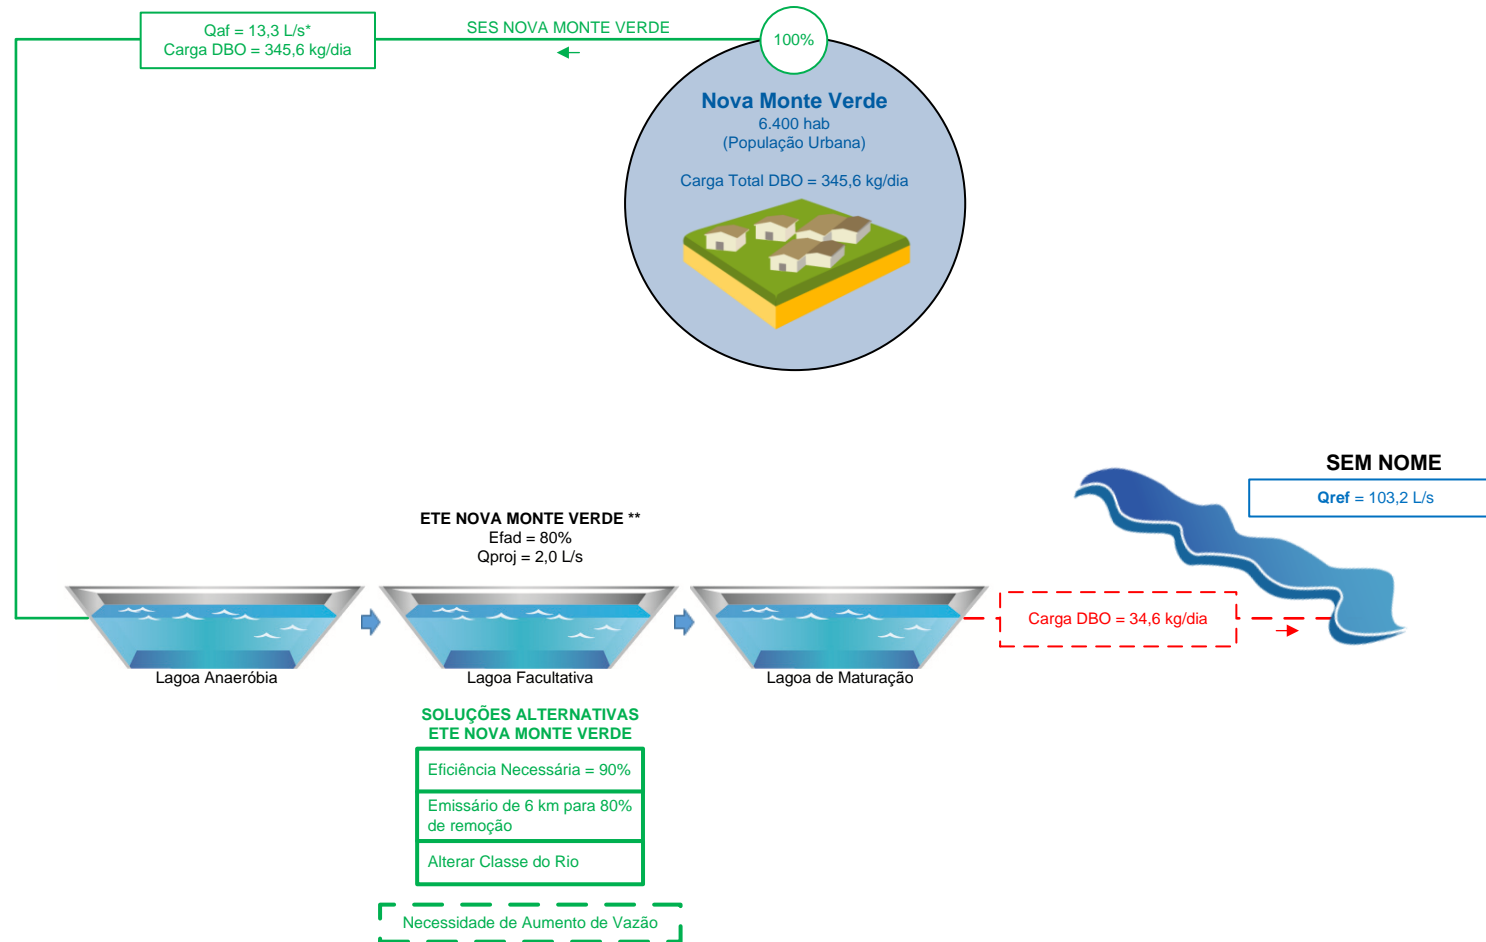 Qaf = 13,3 L/s*
Carga DBO = 345,6 kg/dia
SES NOVA MONTE VERDE
100%
Nova Monte Verde
6.400 hab
(População Urbana)
Carga Total DBO = 345,6 kg/dia
SEM NOME
Qref = 103,2 L/s
ETE NOVA MONTE VERDE **
Efad = 80%
Qproj = 2,0 L/s
Carga DBO = 34,6 kg/dia
Lagoa Anaeróbia
Lagoa Facultativa
Lagoa de Maturação
SOLUÇÕES ALTERNATIVAS
ETE NOVA MONTE VERDE
Eficiência Necessária = 90%
Emissário de 6 km para 80%
de remoção
Alterar Classe do Rio
Necessidade de Aumento de Vazão